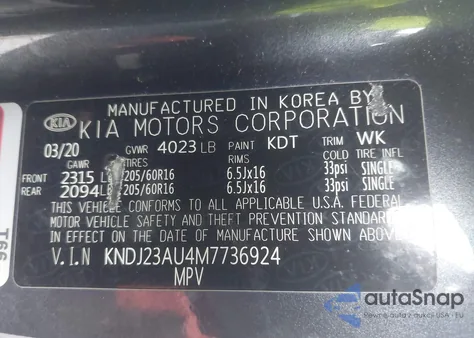 MANUFACTURED IN KOREA BY
KIA KIA MOTORS CORPORATION
03/20 GVWR 4023 LB PAINT KDT TRIM WK
GAWR TIRES RIMS COLD TIRE INFL
FRONT 2315 LB 205/60R16 6.5Jx16 33psi SINGLE
REAR 2094LB 205/60R16 6.5Jx16 33psi SINGLE
THIS VEHICLE CONFORMS TO ALL APPLICABLE U.S.A. FEDERAL
MOTOR VEHICLE SAFETY AND THEFT PREVENTION STANDARDS
IN EFFECT ON THE DATE OF MANUFACTURE SHOWN ABOVE.
V.I.N KNDJ23AU4M7736924
MPV
991
autoSnap